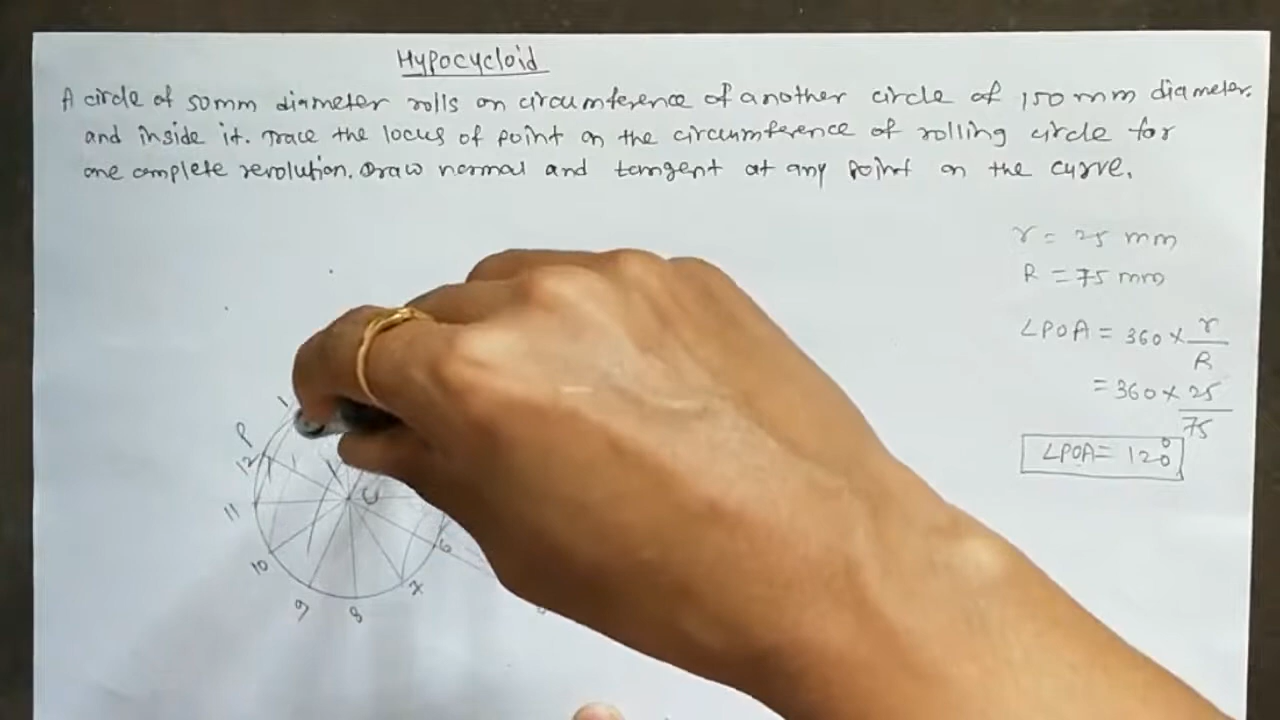 Hypocycloid
A circle of 50mm diameter rolls on circumference of another circle of 150 mm diameter.
and inside it. Trace the locus of point on the circumference of rolling circle for
one complete revolution. Draw normal and tangent at any point on the curve.
r = 25 mm
R = 75 mm
∠POA = 360 × r
R
= 360 × 25
75
∠POA = 120°
1
P
12
11
C
10
6
9
8
7